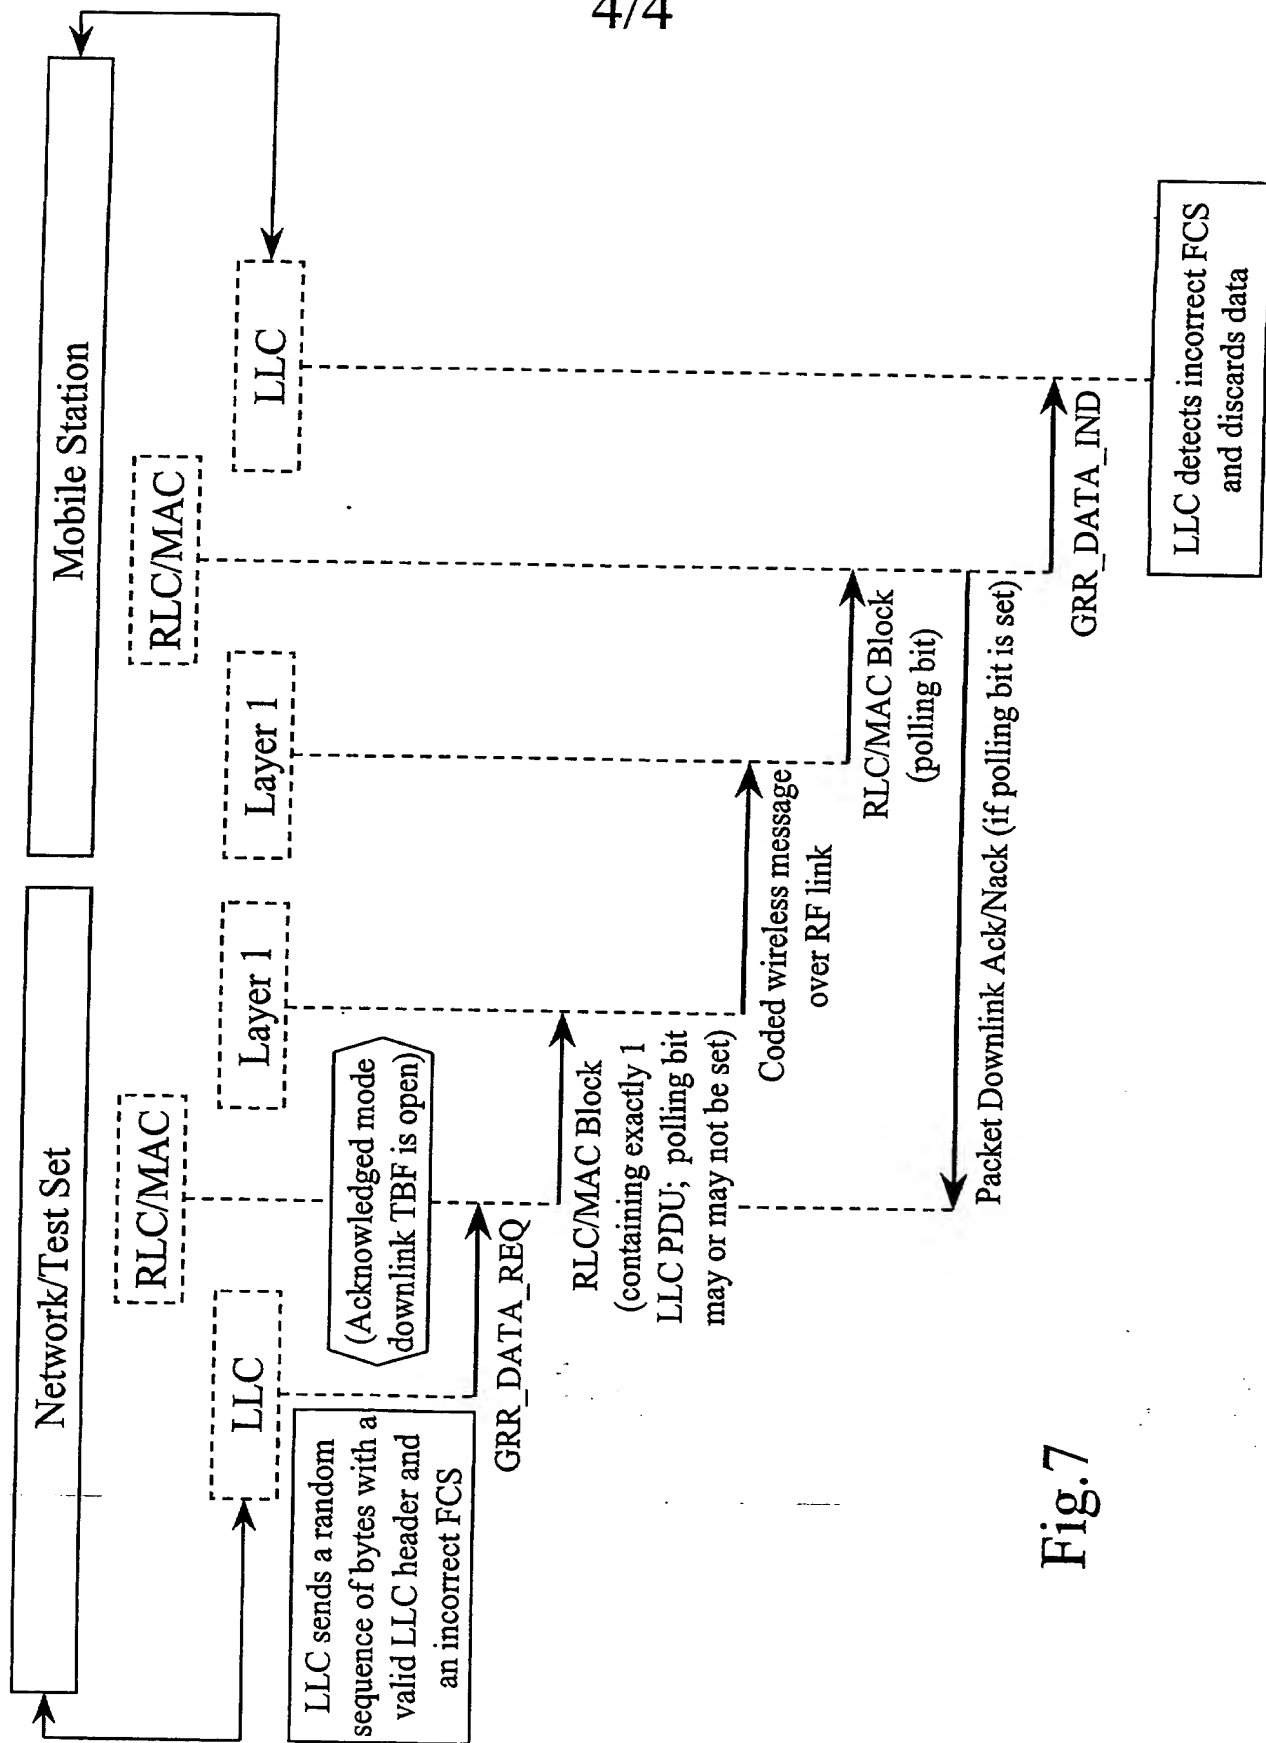 4/4
Network/Test Set
Mobile Station
RLC/MAC
RLC/MAC
LLC
Layer 1
Layer 1
LLC
LLC sends a random
sequence of bytes with a
valid LLC header and
an incorrect FCS
(Acknowledged mode
downlink TBF is open)
GRR_DATA_REQ
RLC/MAC Block
(containing exactly 1
LLC PDU; polling bit
may or may not be set)
Coded wireless message
over RF link
RLC/MAC Block
(polling bit)
Packet Downlink Ack/Nack (if polling bit is set)
GRR_DATA_IND
LLC detects incorrect FCS
and discards data
Fig.7